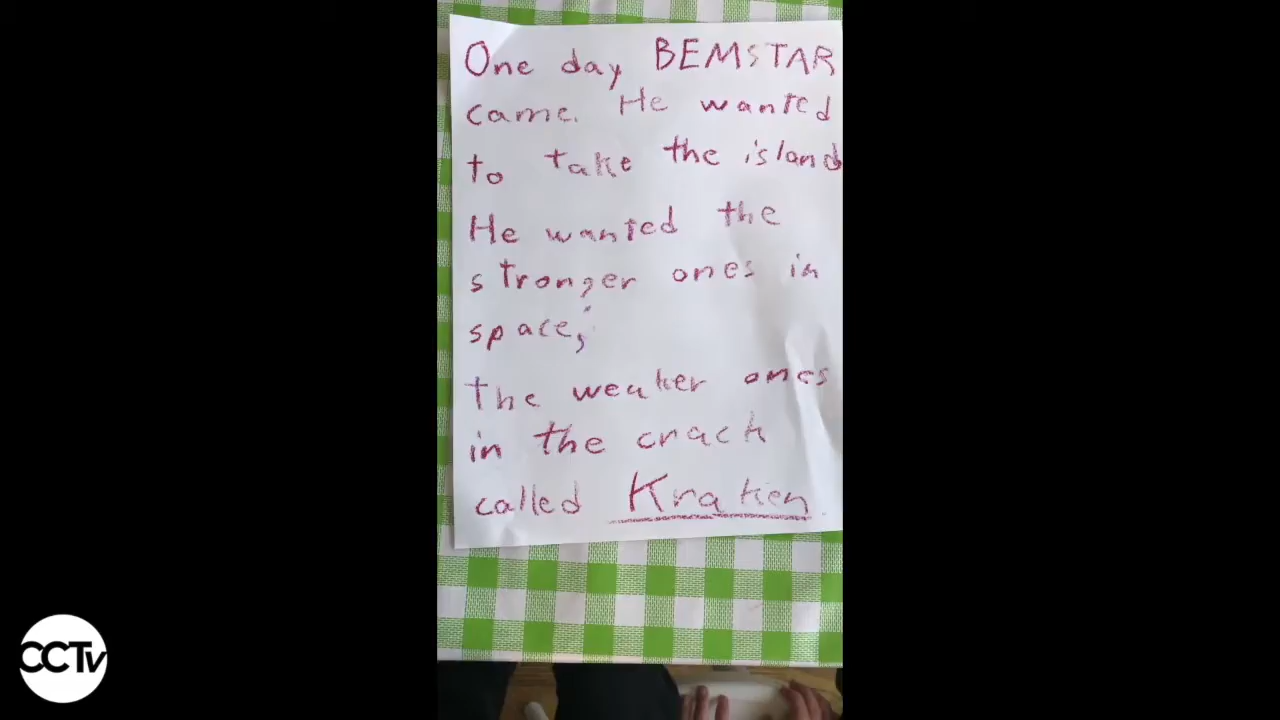 One day BEMSTAR
came. He wanted
to take the island
He wanted the
stronger ones in
space;
The weaker ones
in the crack
called Kraken.
CCTv